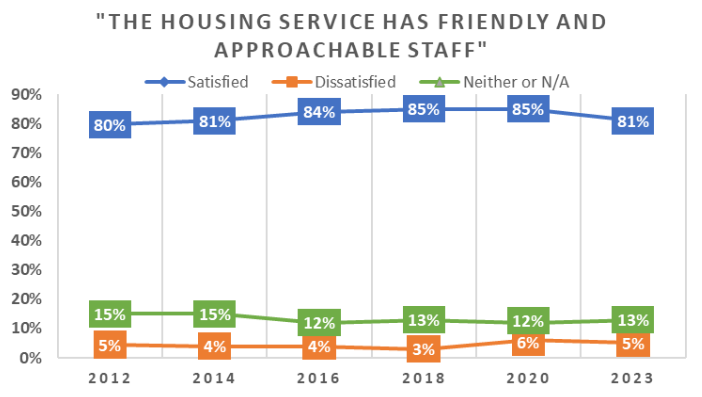 "THE HOUSING SERVICE HAS FRIENDLY AND
APPROACHABLE STAFF"
Satisfied Dissatisfied Neither or N/A
90%
80%
70%
60%
50%
40%
30%
20%
10%
0%
80% 81% 84% 85% 85% 81%
15% 15% 12% 13% 12% 13%
5% 4% 4% 3% 6% 5%
2012 2014 2016 2018 2020 2023